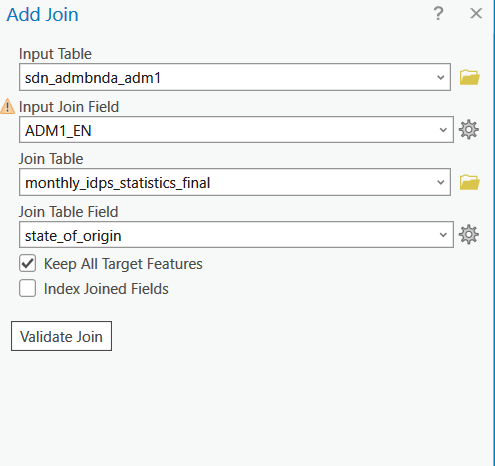 Add Join
?
Input Table
sdn_admbnda_adm1
Input Join Field
ADM1_EN
Join Table
monthly_idps_statistics_final
Join Table Field
state_of_origin
Keep All Target Features
Index Joined Fields
Validate Join